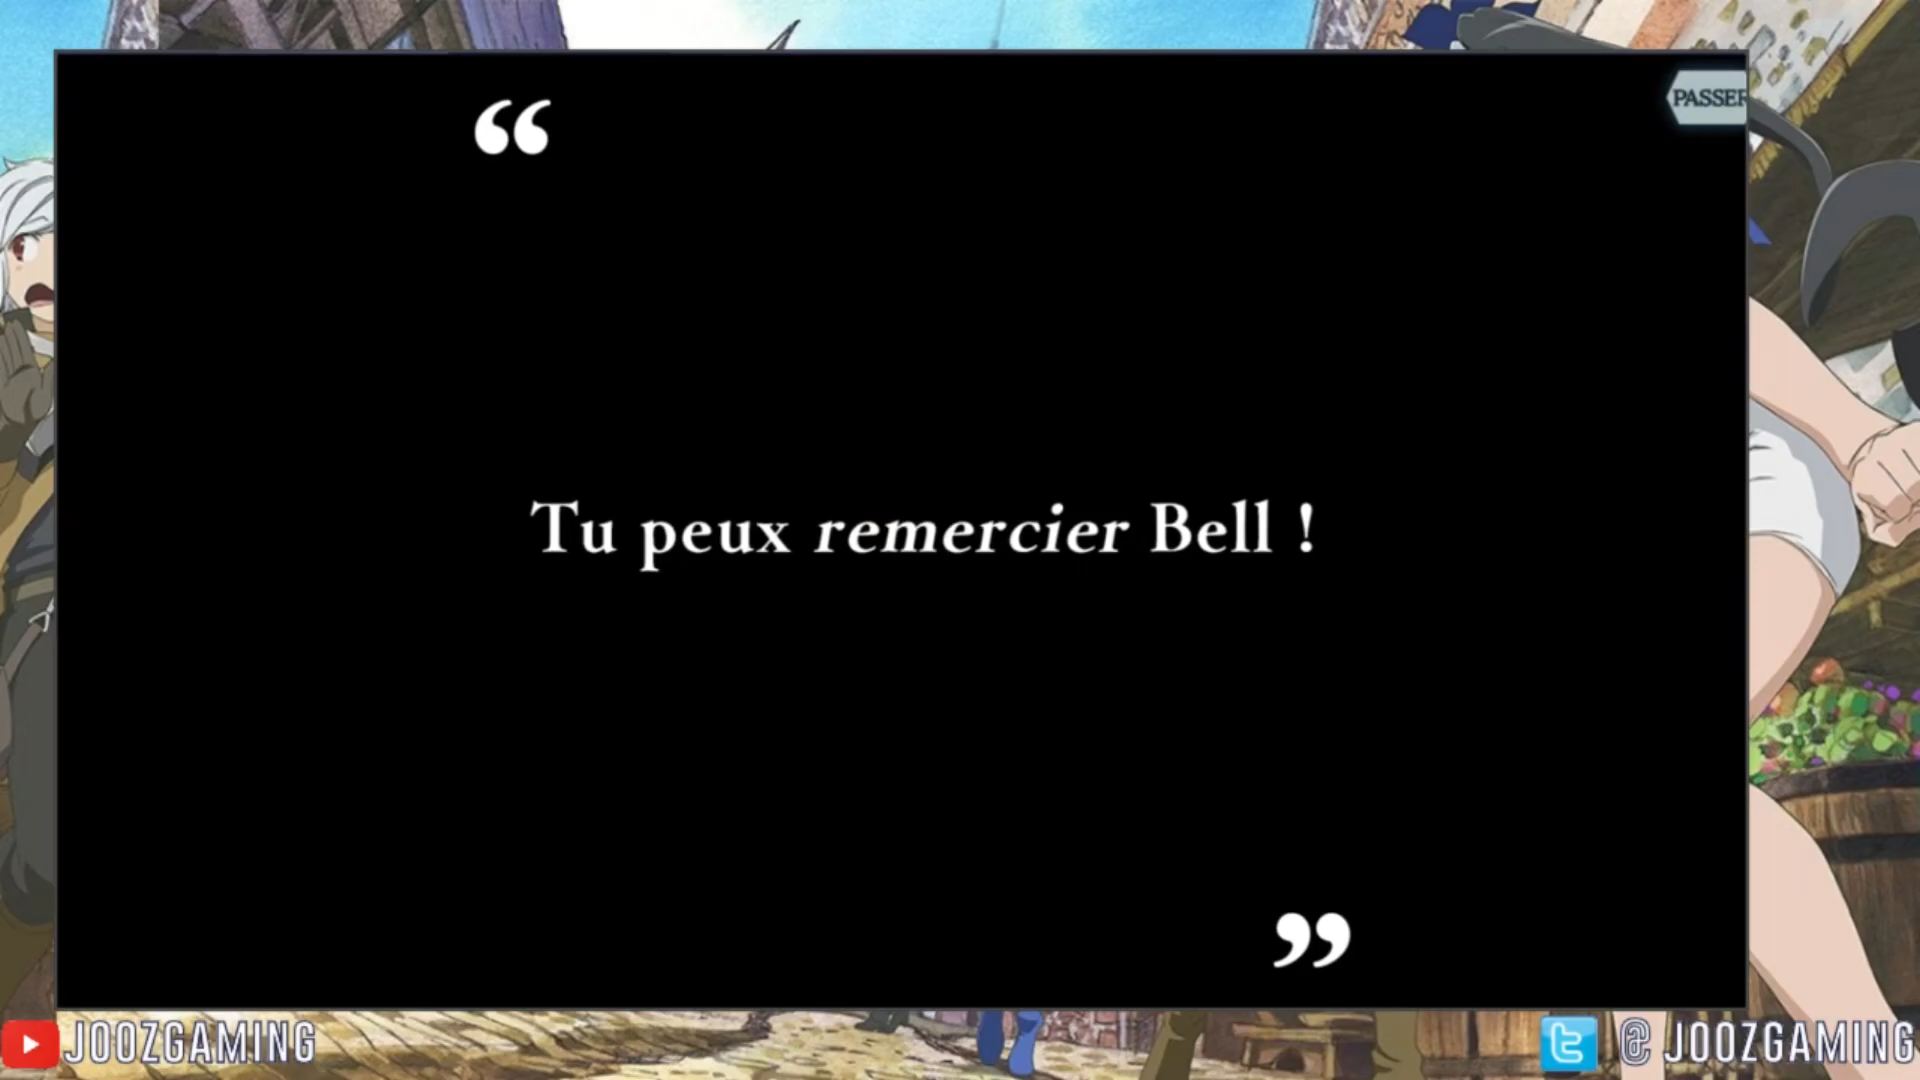 PASSER
“
Tu peux remercier Bell !
”
JOOZGAMING
@ JOOZGAMING